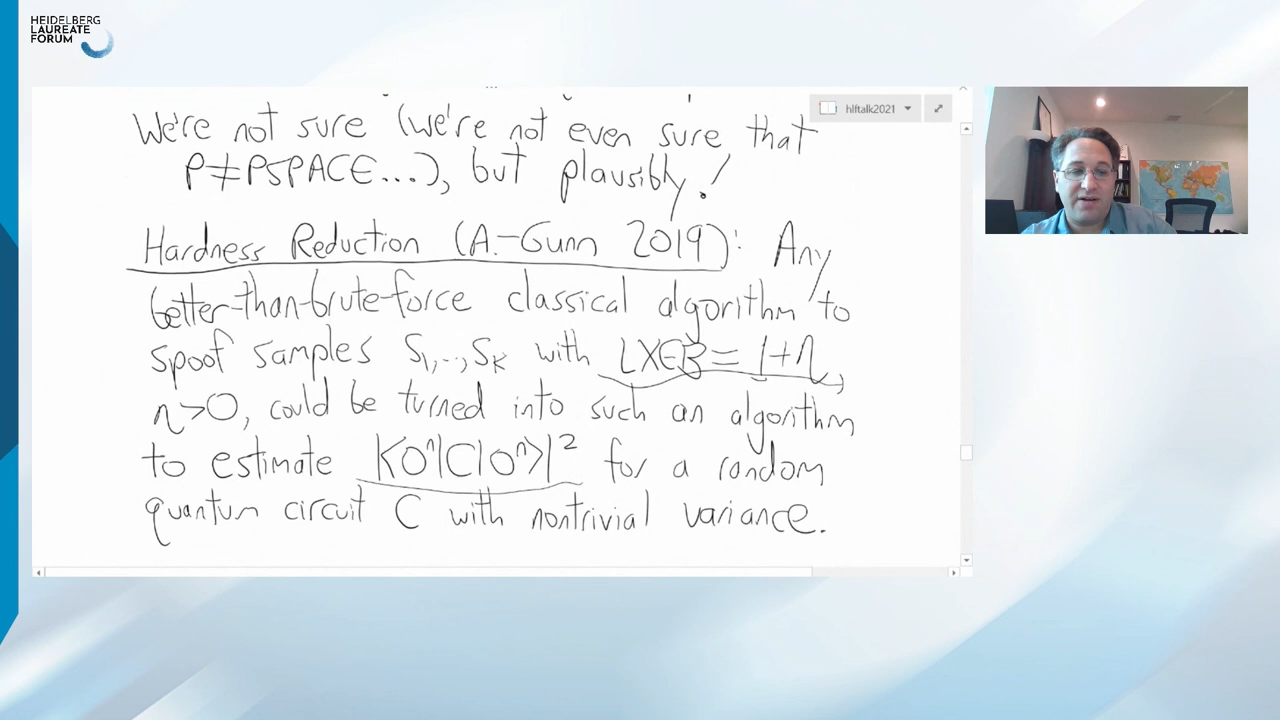 HEIDELBERG
LAUREATE
FORUM
hlftalk2021
We're not sure (we're not even sure that
P≠PSPACE...), but plausibly!
Hardness Reduction (A.-Gunn 2019): Any
better-than-brute-force classical algorithm to
spoof samples S₁,...,Sₖ with LXEB = 1+η,
η>0, could be turned into such an algorithm
to estimate |<0ⁿ|C|0ⁿ>|² for a random
quantum circuit C with nontrivial variance.